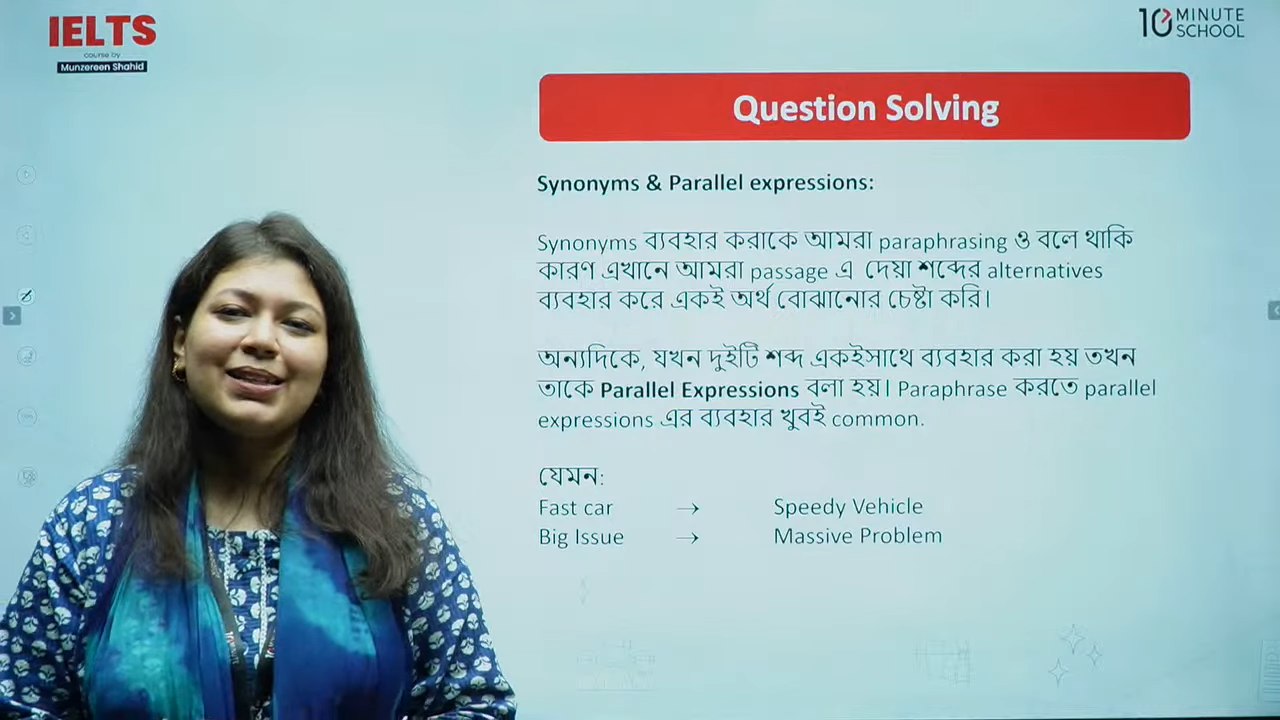 IELTS
course by
Munzereen Shahid
10 MINUTE
SCHOOL
Question Solving
Synonyms & Parallel expressions:
Synonyms ব্যবহার করাকে আমরা paraphrasing ও বলে থাকি
কারণ এখানে আমরা passage এ দেয়া শব্দের alternatives
ব্যবহার করে একই অর্থ বোঝানোর চেষ্টা করি।
অন্যদিকে, যখন দুইটি শব্দ একইসাথে ব্যবহার করা হয় তখন
তাকে Parallel Expressions বলা হয়। Paraphrase করতে parallel
expressions এর ব্যবহার খুবই common.
যেমন:
Fast car → Speedy Vehicle
Big Issue → Massive Problem